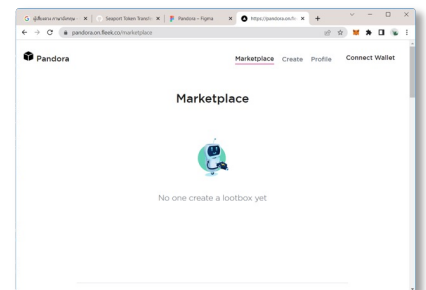 Seaport Token Transf
Pandora – Figma
https://pandora.on.fl
pandora.on.fleek.co/marketplace
Pandora
Marketplace
Create
Profile
Connect Wallet
Marketplace
No one create a lootbox yet